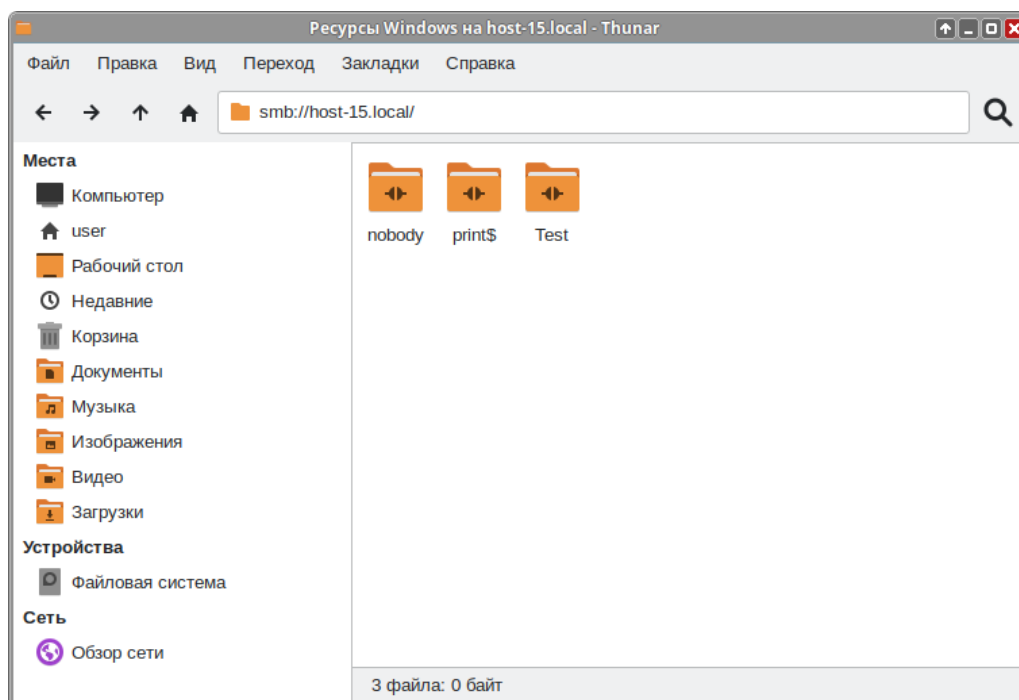 Ресурсы Windows на host-15.local - Thunar
Файл Правка Вид Переход Закладки Справка
smb://host-15.local/
Места
Компьютер
user
Рабочий стол
Недавние
Корзина
Документы
Музыка
Изображения
Видео
Загрузки
Устройства
Файловая система
Сеть
Обзор сети
nobody print$ Test
3 файла: 0 байт